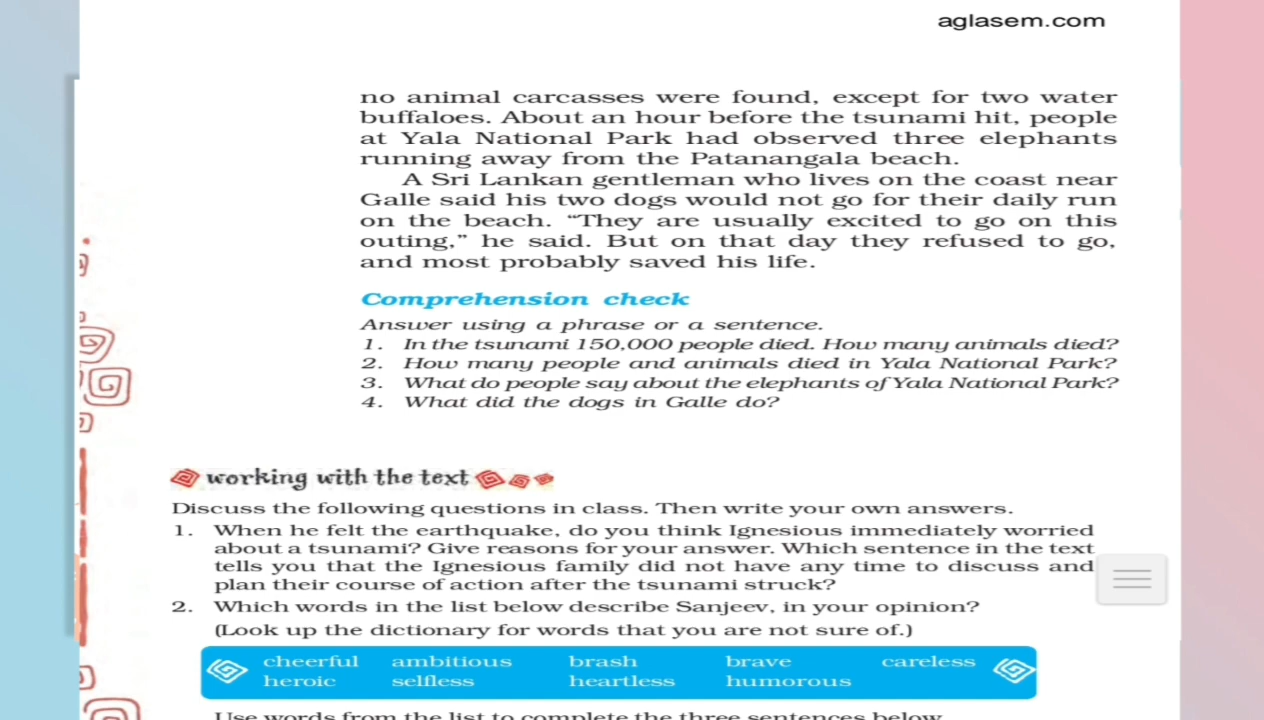 aglasem.com
no animal carcasses were found, except for two water
buffaloes. About an hour before the tsunami hit, people
at Yala National Park had observed three elephants
running away from the Patanangala beach.
A Sri Lankan gentleman who lives on the coast near
Galle said his two dogs would not go for their daily run
on the beach. “They are usually excited to go on this
outing,” he said. But on that day they refused to go,
and most probably saved his life.
Comprehension check
Answer using a phrase or a sentence.
1. In the tsunami 150,000 people died. How many animals died?
2. How many people and animals died in Yala National Park?
3. What do people say about the elephants of Yala National Park?
4. What did the dogs in Galle do?
working with the text
Discuss the following questions in class. Then write your own answers.
1. When he felt the earthquake, do you think Ignesious immediately worried
about a tsunami? Give reasons for your answer. Which sentence in the text
tells you that the Ignesious family did not have any time to discuss and
plan their course of action after the tsunami struck?
2. Which words in the list below describe Sanjeev, in your opinion?
(Look up the dictionary for words that you are not sure of.)
cheerful ambitious brash brave careless
heroic selfless heartless humorous
Use words from the list to complete the three sentences below.